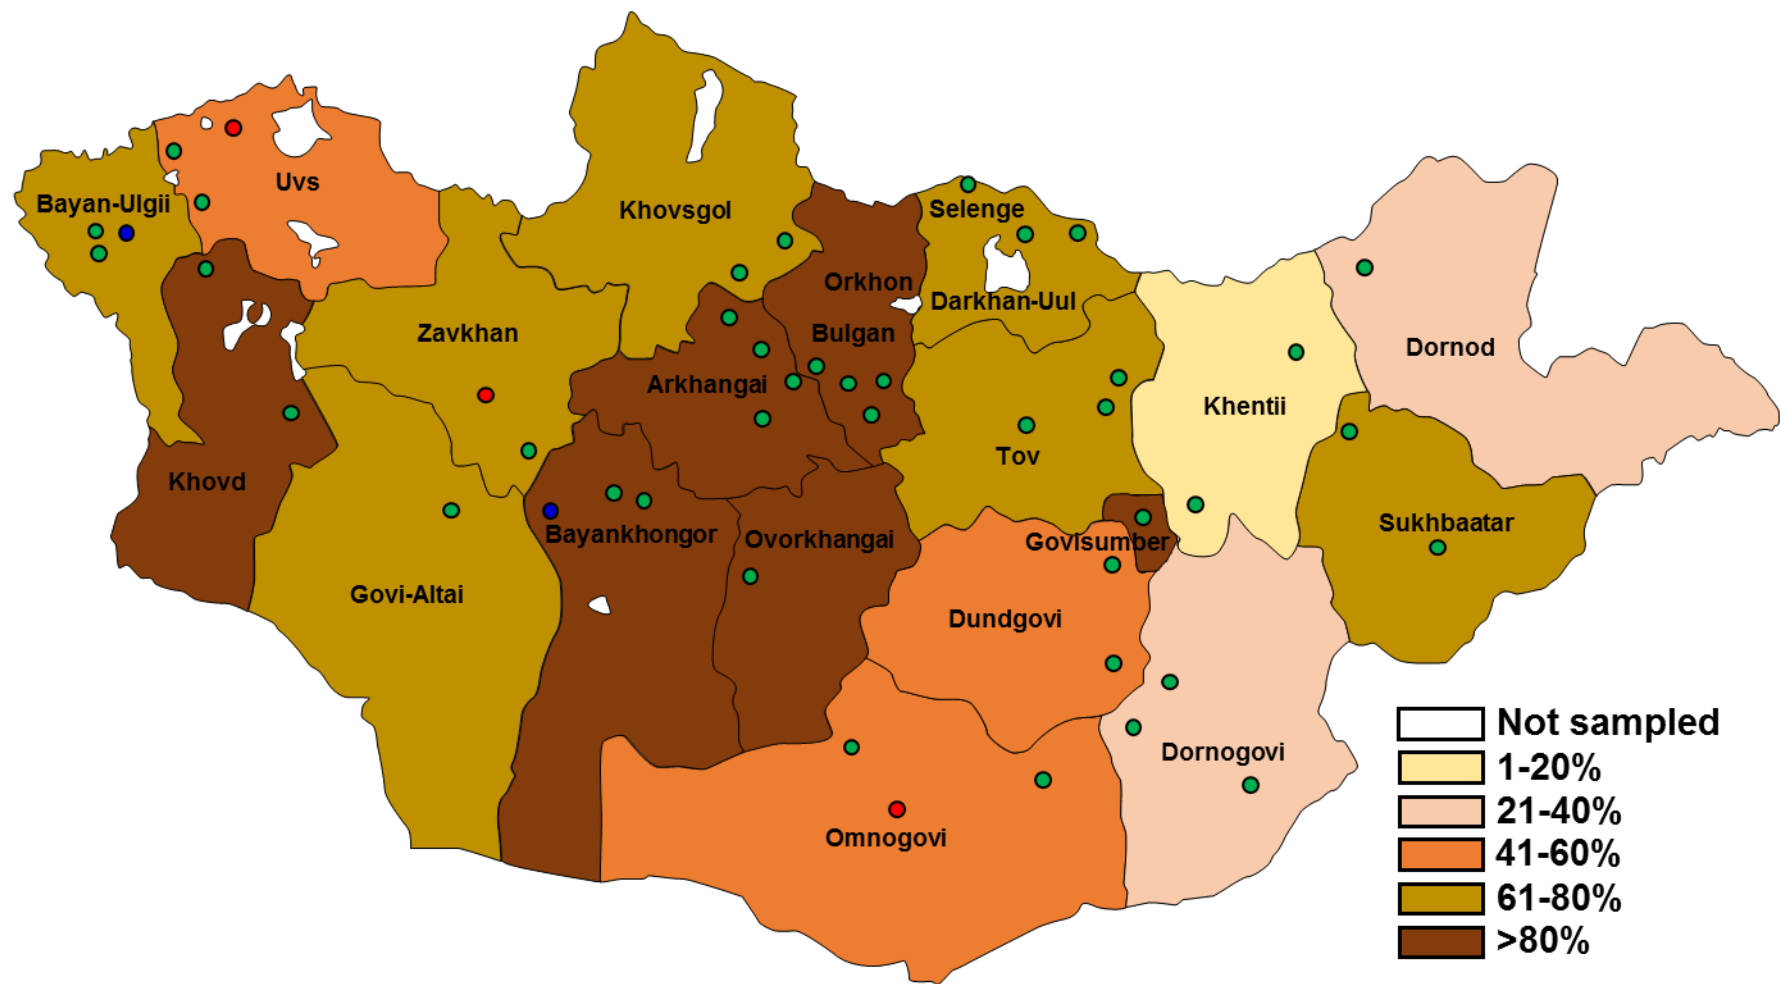 Uvs
Bayan-Ulgii
Khovsgol
Selenge
Orkhon
Darkhan-Uul
Zavkhan
Bulgan
Dornod
Arkhangai
Khentii
Tov
Khovd
Sukhbaatar
Bayankhongor
Ovorkhangai
Govisumber
Govi-Altai
Dundgovi
Dornogovi
Omnogovi
Not sampled
1-20%
21-40%
41-60%
61-80%
>80%